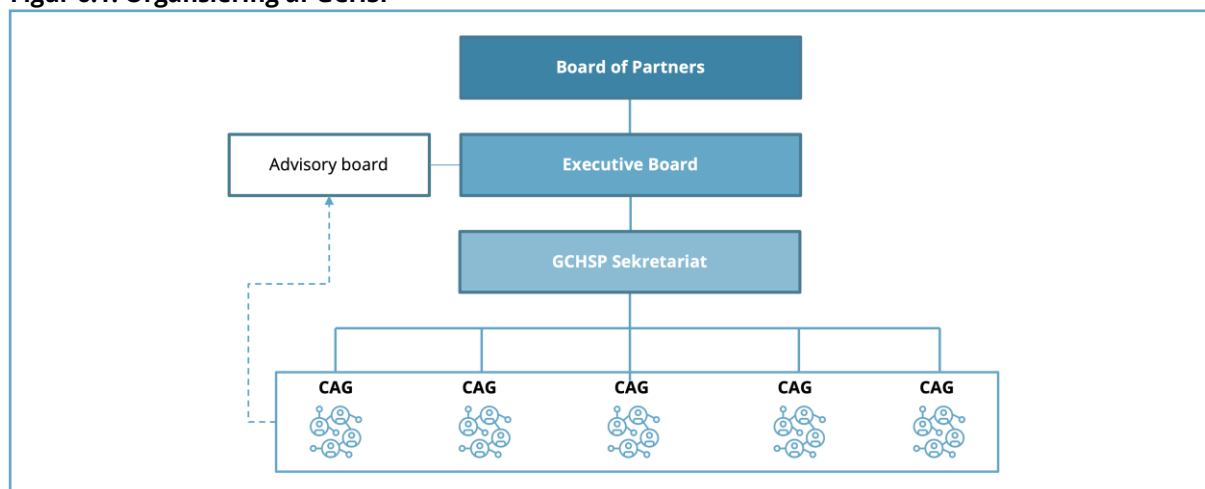 Board of Partners
Advisory board
Executive Board
GCHSP Sekretariat
CAG CAG CAG CAG CAG